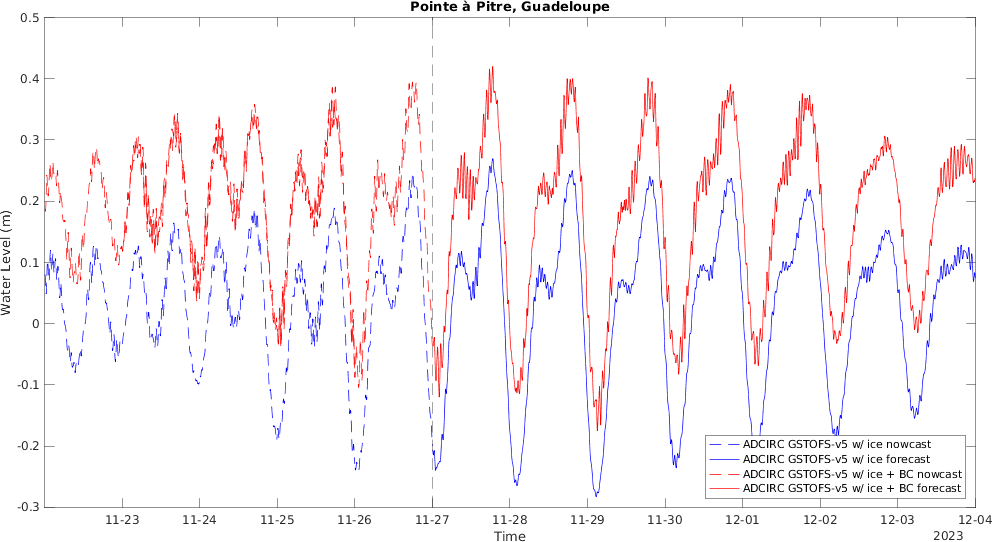 Pointe à Pitre, Guadeloupe
0.5
0.4
0.3
0.2
0.1
0
-0.1
-0.2
-0.3
Water Level (m)
ADCIRC GSTOFS-v5 w/ ice nowcast
ADCIRC GSTOFS-v5 w/ ice forecast
ADCIRC GSTOFS-v5 w/ ice + BC nowcast
ADCIRC GSTOFS-v5 w/ ice + BC forecast
11-23 11-24 11-25 11-26 11-27 11-28 11-29 11-30 12-01 12-02 12-03 12-04
Time
2023